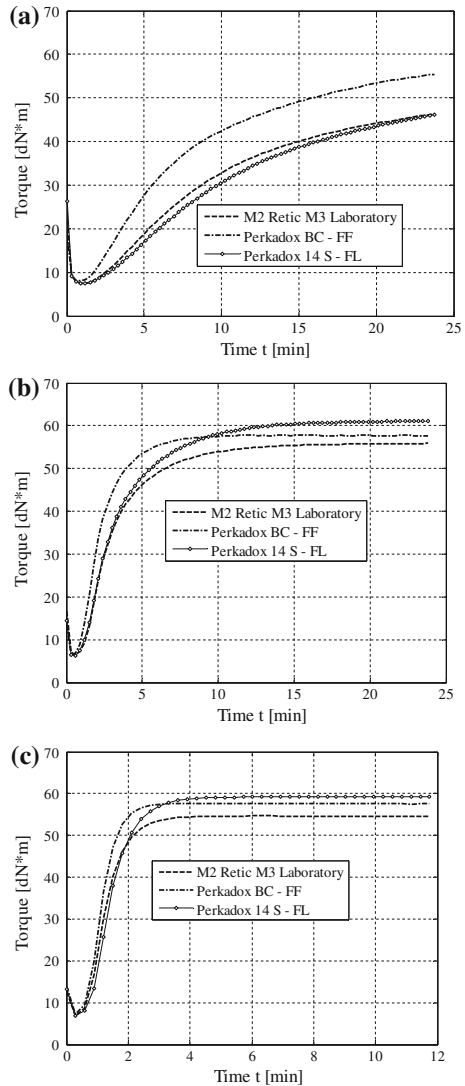 (a)
70
60
50
40
30
20
10
0
Torque [dN*m]
M2 Retic M3 Laboratory
Perkadox BC - FF
Perkadox 14 S - FL
0 5 10 15 20 25
Time t [min]
(b)
70
60
50
40
30
20
10
0
Torque [dN*m]
M2 Retic M3 Laboratory
Perkadox BC - FF
Perkadox 14 S - FL
0 5 10 15 20 25
Time t [min]
(c)
70
60
50
40
30
20
10
0
Torque [dN*m]
M2 Retic M3 Laboratory
Perkadox BC - FF
Perkadox 14 S - FL
0 2 4 6 8 10 12
Time t [min]